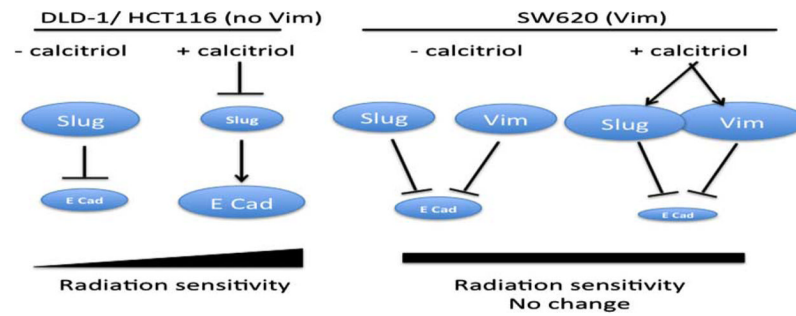 DLD-1/ HCT116 (no Vim)
- calcitriol
+ calcitriol
Slug
E Cad
Slug
E Cad
Radiation sensitivity
SW620 (Vim)
- calcitriol
+ calcitriol
Slug
Vim
E Cad
Slug
Vim
E Cad
Radiation sensitivity
No change